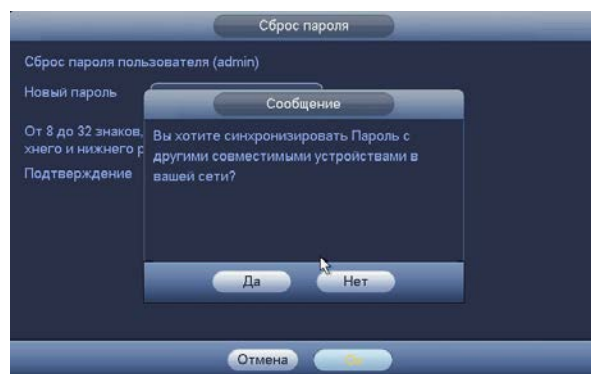 Сброс пароля
Сброс пароля пользователя (admin)
Новый пароль
Сообщение
От 8 до 32 знаков,
хнего и нижнего р
Подтверждение
Вы хотите синхронизировать Пароль с
другими совместимыми устройствами в
вашей сети?
Да
Нет
Отмена